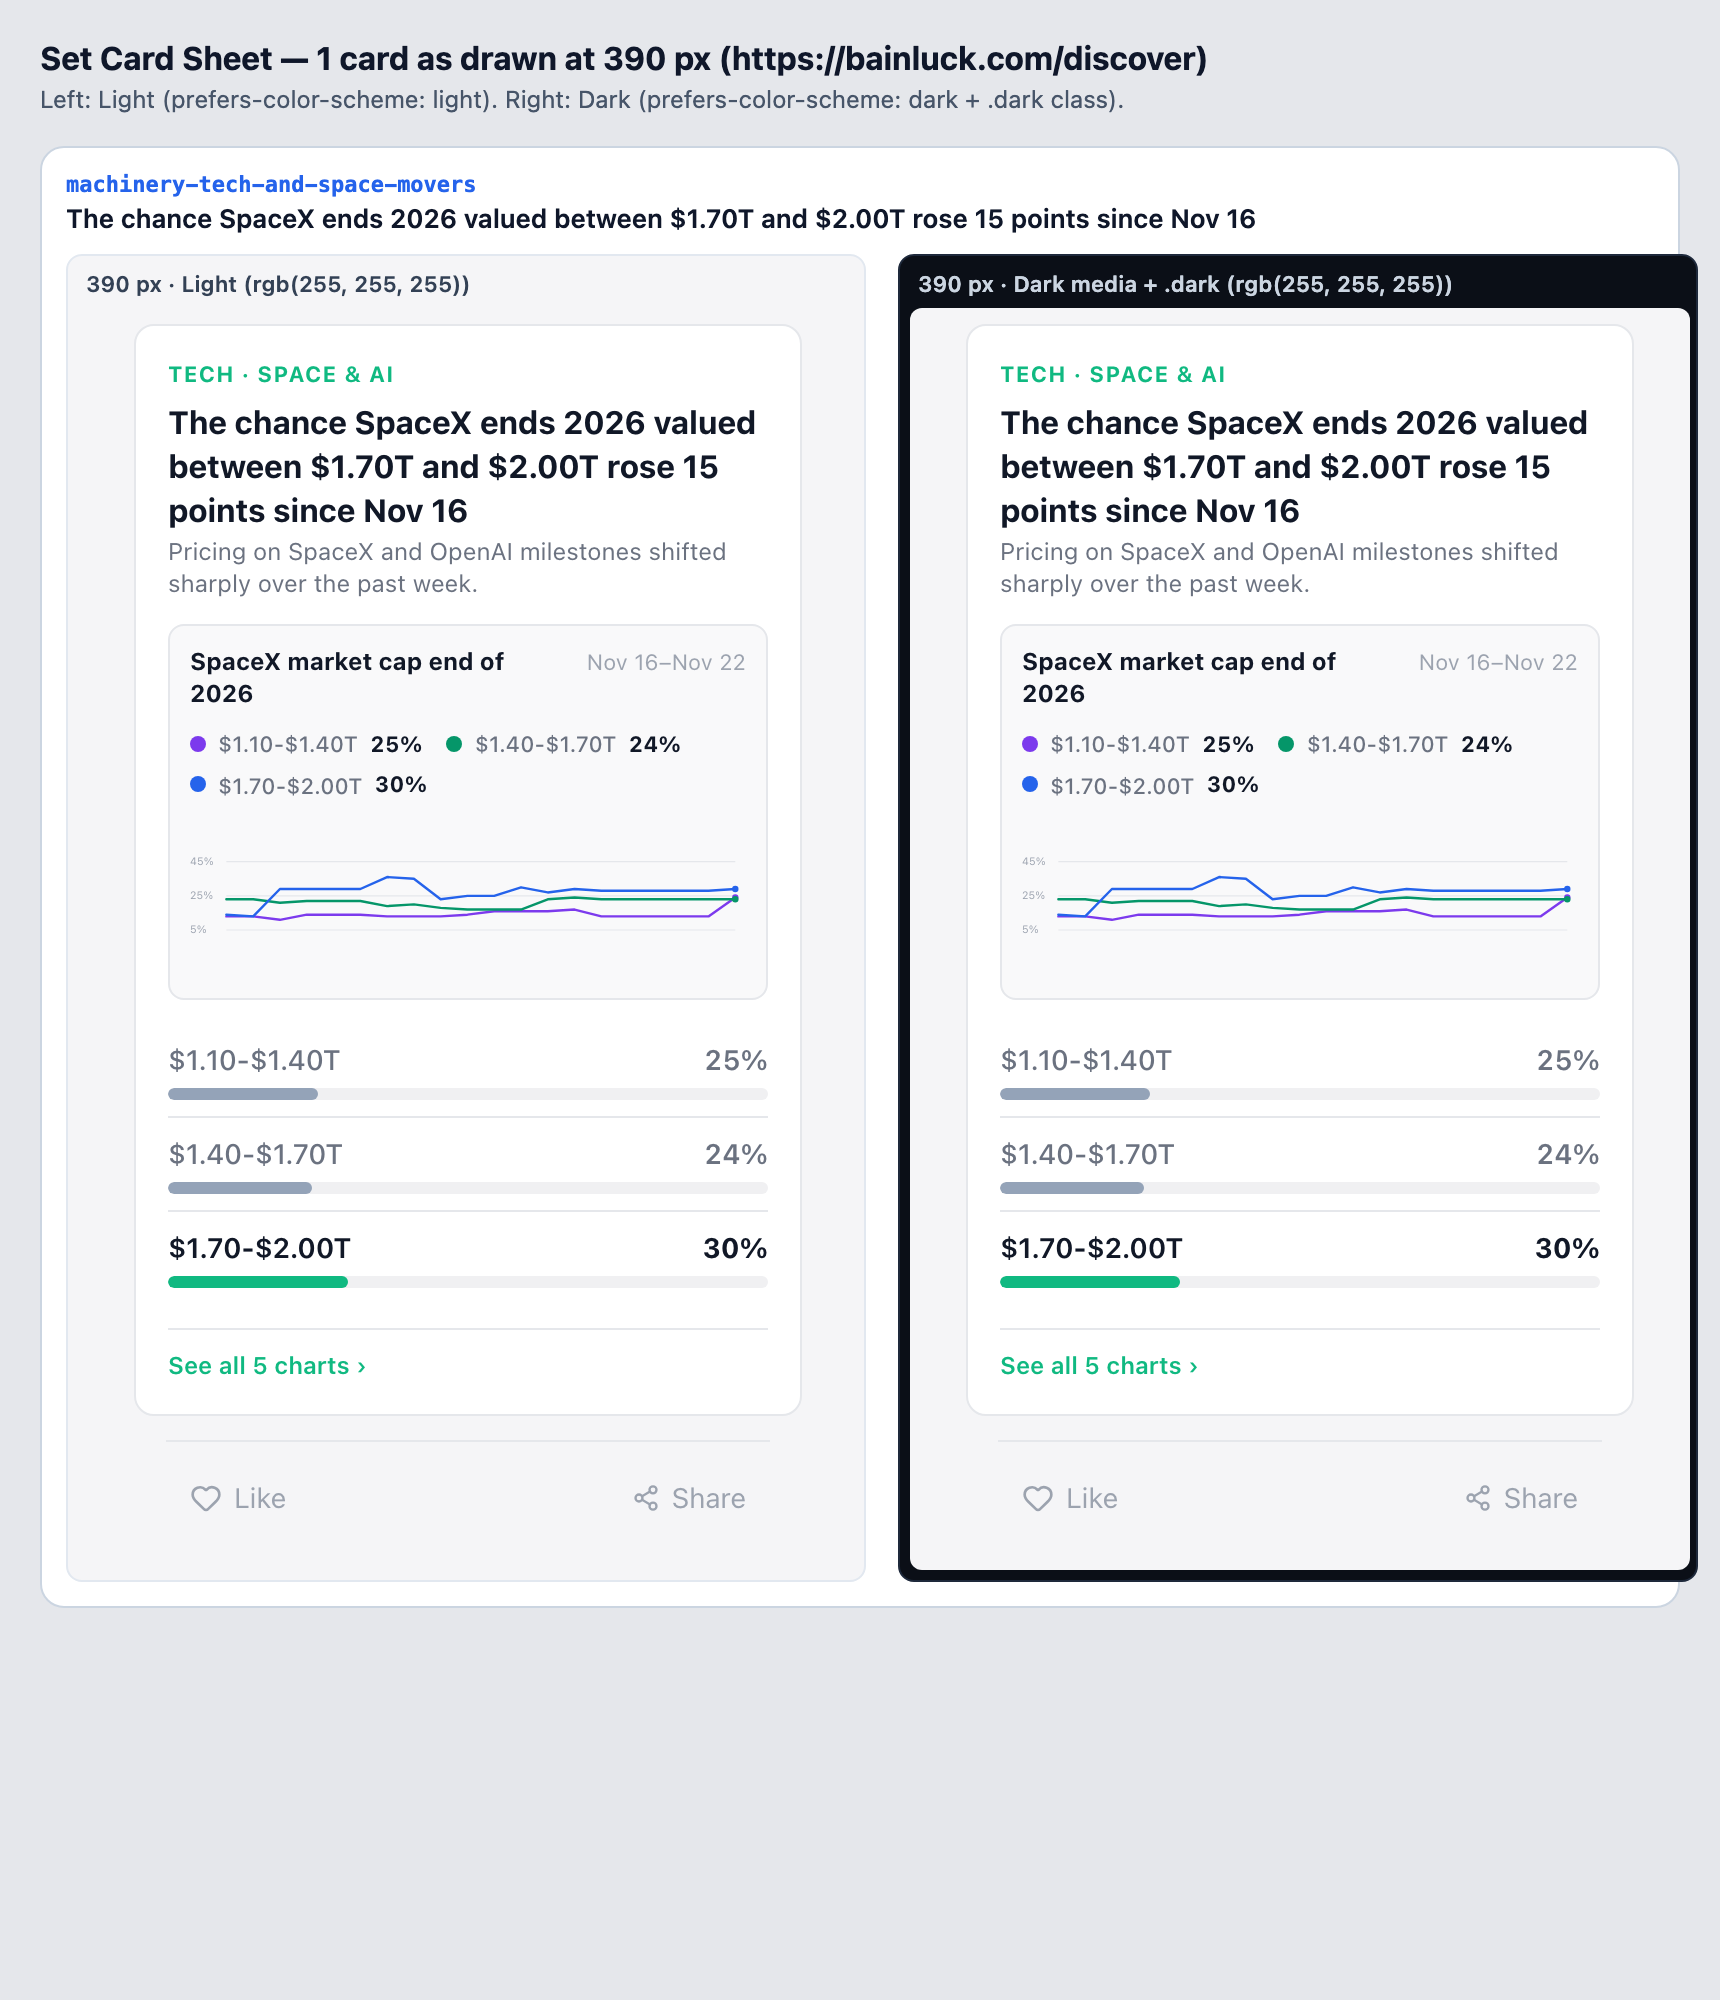 Set Card Sheet — 1 card as drawn at 390 px (https://bainluck.com/discover)
Left: Light (prefers-color-scheme: light). Right: Dark (prefers-color-scheme: dark + .dark class).
machinery-tech-and-space-movers
The chance SpaceX ends 2026 valued between $1.70T and $2.00T rose 15 points since Nov 16
390 px · Light (rgb(255, 255, 255))
TECH · SPACE & AI
The chance SpaceX ends 2026 valued
between $1.70T and $2.00T rose 15
points since Nov 16
Pricing on SpaceX and OpenAI milestones shifted
sharply over the past week.
SpaceX market cap end of
2026
Nov 16–Nov 22
$1.10-$1.40T 25% $1.40-$1.70T 24%
$1.70-$2.00T 30%
45%
25%
5%
$1.10-$1.40T 25%
$1.40-$1.70T 24%
$1.70-$2.00T 30%
See all 5 charts ›
Like Share
390 px · Dark media + .dark (rgb(255, 255, 255))
TECH · SPACE & AI
The chance SpaceX ends 2026 valued
between $1.70T and $2.00T rose 15
points since Nov 16
Pricing on SpaceX and OpenAI milestones shifted
sharply over the past week.
SpaceX market cap end of
2026
Nov 16–Nov 22
$1.10-$1.40T 25% $1.40-$1.70T 24%
$1.70-$2.00T 30%
45%
25%
5%
$1.10-$1.40T 25%
$1.40-$1.70T 24%
$1.70-$2.00T 30%
See all 5 charts ›
Like Share